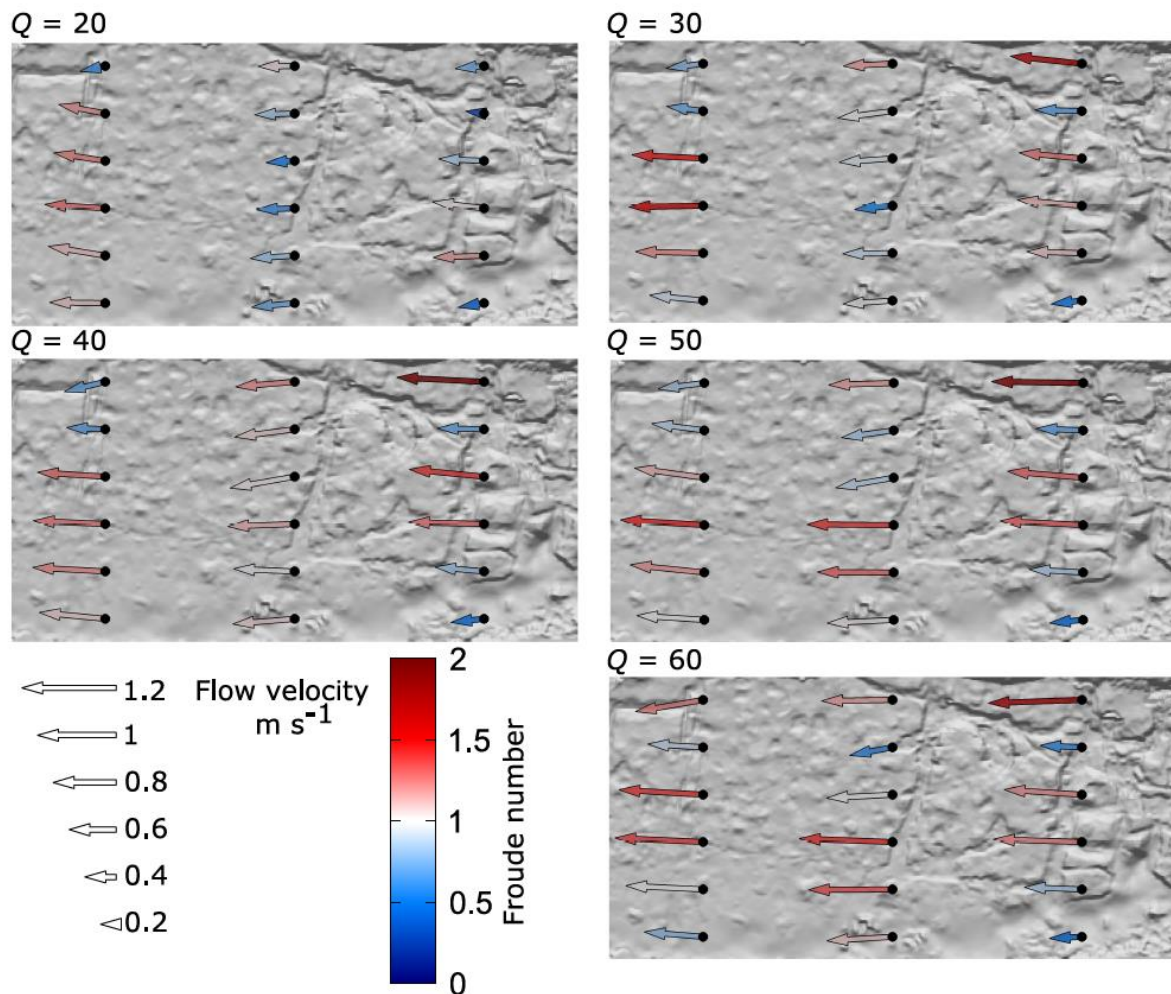 Q = 20
Q = 30
Q = 40
Q = 50
Q = 60
1.2
1
0.8
0.6
0.4
0.2
Flow velocity
m s⁻¹
2
1.5
1
0.5
0
Froude number